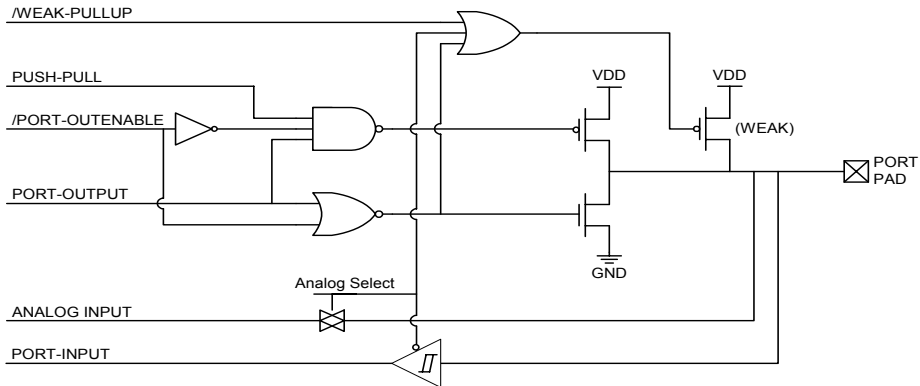 /WEAK-PULLUP
PUSH-PULL
/PORT-OUTENABLE
PORT-OUTPUT
ANALOG INPUT
PORT-INPUT
Analog Select
VDD
VDD
(WEAK)
PORT
PAD
GND